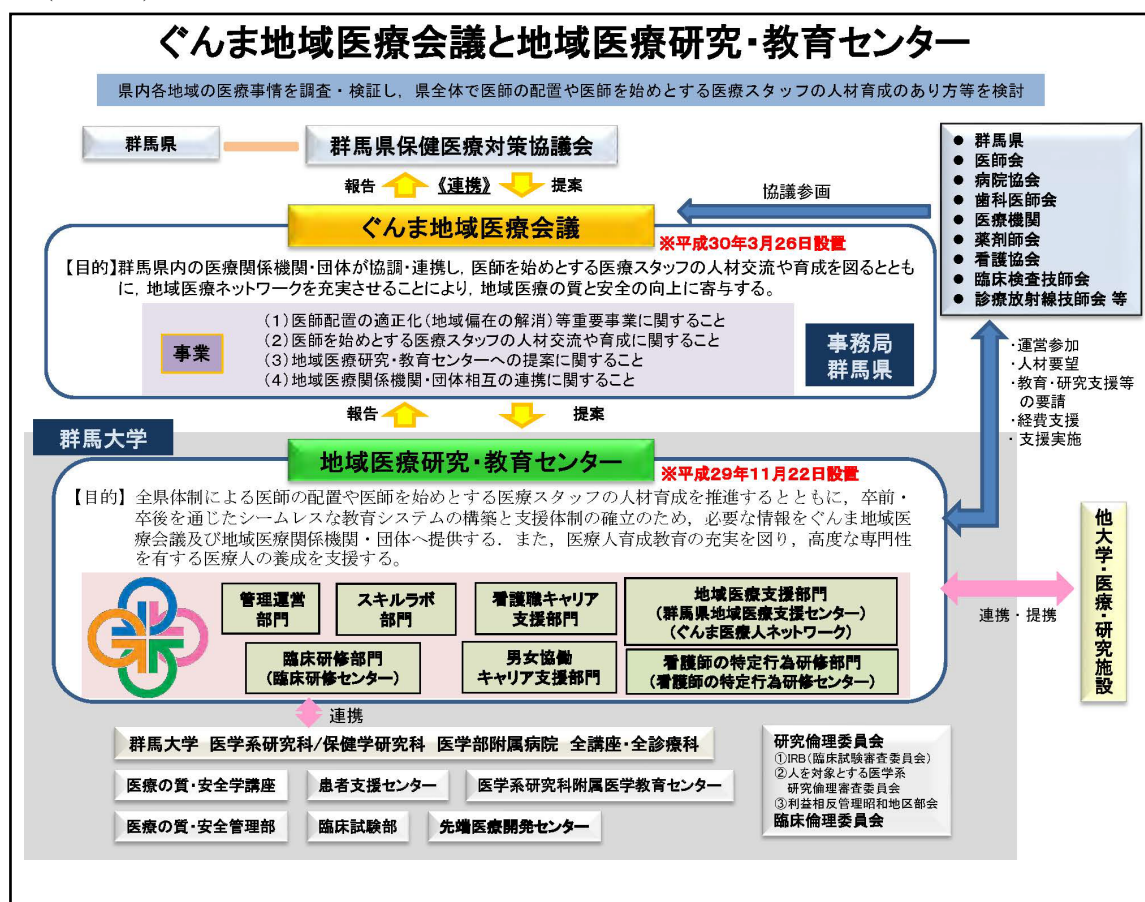 ぐんま地域医療会議と地域医療研究・教育センター
県内各地域の医療事情を調査・検証し，県全体で医師の配置や医師を始めとする医療スタッフの人材育成のあり方等を検討
群馬県
群馬県保健医療対策協議会
報告
《連携》
提案
協議参画
● 群馬県
● 医師会
● 病院協会
● 歯科医師会
● 医療機関
● 薬剤師会
● 看護協会
● 臨床検査技師会
● 診療放射線技師会 等
ぐんま地域医療会議
※平成30年3月26日設置
【目的】群馬県内の医療関係機関・団体が協調・連携し，医師を始めとする医療スタッフの人材交流や育成を図るととも
に，地域医療ネットワークを充実させることにより，地域医療の質と安全の向上に寄与する。
事業
（１）医師配置の適正化（地域偏在の解消）等重要事業に関すること
（２）医師を始めとする医療スタッフの人材交流や育成に関すること
（３）地域医療研究・教育センターへの提案に関すること
（４）地域医療関係機関・団体相互の連携に関すること
事務局
群馬県
・運営参加
・人材要望
・教育・研究支援等
の要請
・経費支援
・支援実施
報告
提案
群馬大学
地域医療研究・教育センター
※平成29年11月22日設置
【目的】 全県体制による医師の配置や医師を始めとする医療スタッフの人材育成を推進するとともに，卒前・
卒後を通じたシームレスな教育システムの構築と支援体制の確立のため，必要な情報をぐんま地域医
療会議及び地域医療関係機関・団体へ提供する．また，医療人育成教育の充実を図り，高度な専門性
を有する医療人の養成を支援する。
管理運営
部門
スキルラボ
部門
看護職キャリア
支援部門
地域医療支援部門
（群馬県地域医療支援センター）
（ぐんま医療人ネットワーク）
臨床研修部門
（臨床研修センター）
男女協働
キャリア支援部門
看護師の特定行為研修部門
（看護師の特定行為研修センター）
連携・提携
他大学・医療・研究施設
連携
群馬大学 医学系研究科/保健学研究科 医学部附属病院 全講座・全診療科
医療の質・安全学講座
患者支援センター
医学系研究科附属医学教育センター
医療の質・安全管理部
臨床試験部
先端医療開発センター
研究倫理委員会
①IRB（臨床試験審査委員会）
②人を対象とする医学系
研究倫理審査委員会
③利益相反管理昭和地区部会
臨床倫理委員会